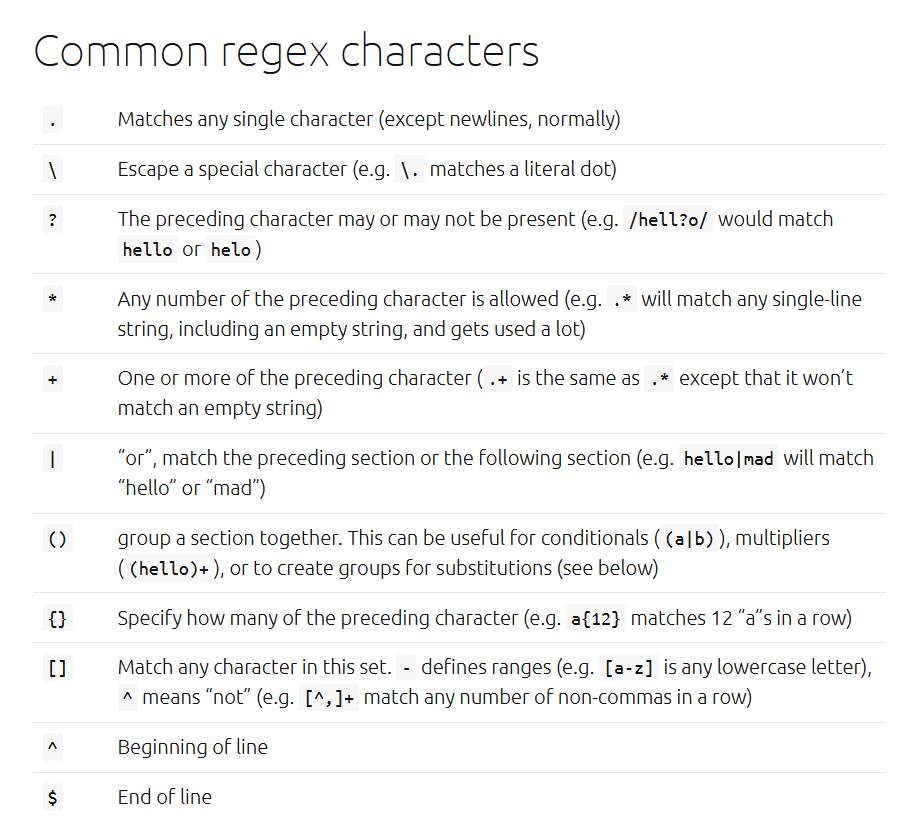 Common regex characters
. Matches any single character (except newlines, normally)
\ Escape a special character (e.g. \. matches a literal dot)
? The preceding character may or may not be present (e.g. /hell?o/ would match
hello or helo )
* Any number of the preceding character is allowed (e.g. .* will match any single-line
string, including an empty string, and gets used a lot)
+ One or more of the preceding character ( .+ is the same as .* except that it won’t
match an empty string)
| “or”, match the preceding section or the following section (e.g. hello|mad will match
“hello” or “mad”)
() group a section together. This can be useful for conditionals ( (a|b) ), multipliers
( (hello)+ ), or to create groups for substitutions (see below)
{} Specify how many of the preceding character (e.g. a{12} matches 12 “a”s in a row)
[] Match any character in this set. - defines ranges (e.g. [a-z] is any lowercase letter),
^ means “not” (e.g. [^,]+ match any number of non-commas in a row)
^ Beginning of line
$ End of line